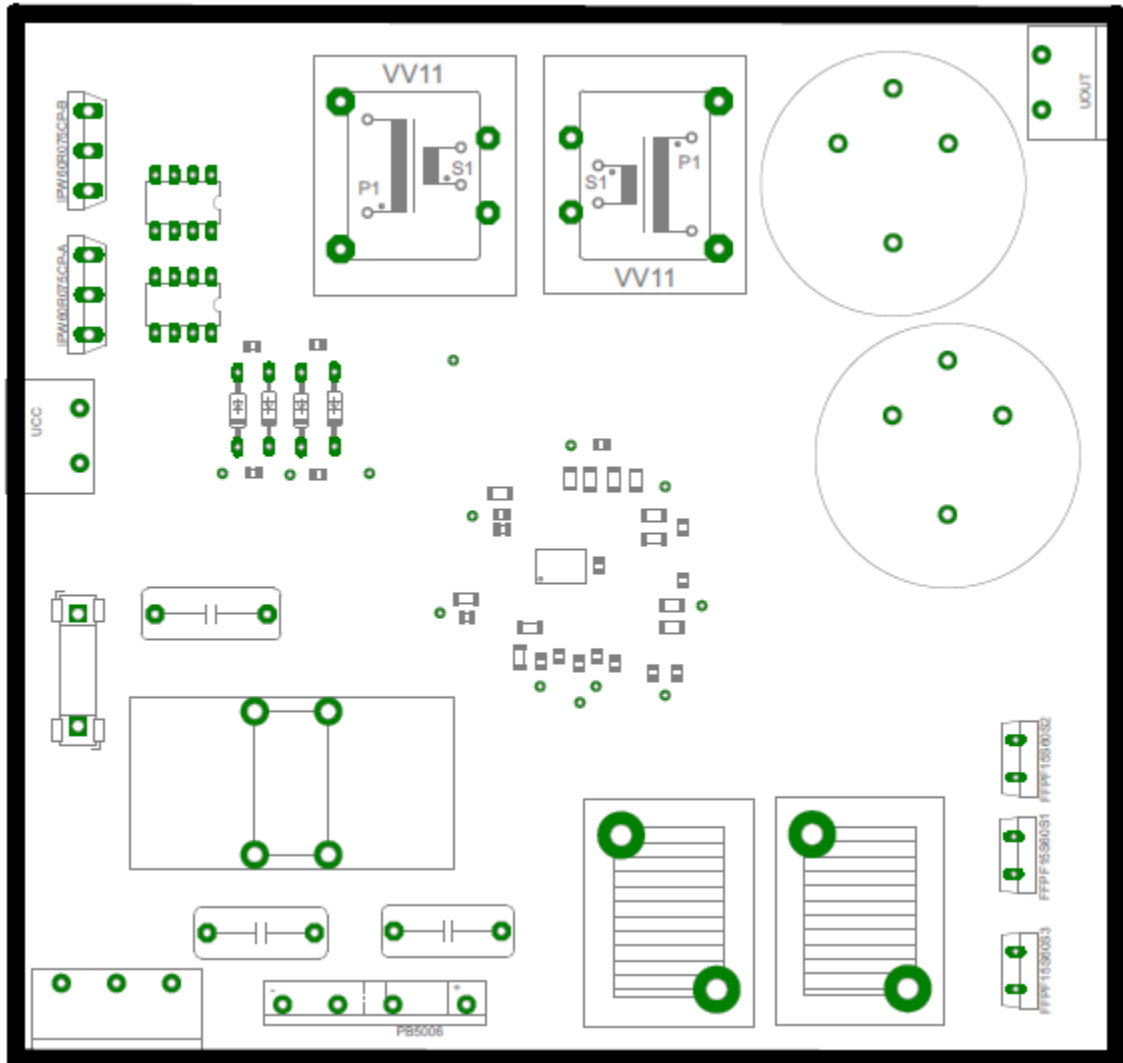 VV11
P1
S1
S1
P1
VV11
UOUT
IPW60R075CP-B
IPW60R075CP-A
UCC
FFPF15S60S2
FFPF15S60S1
FFPF15S60S3
- +
PB5006